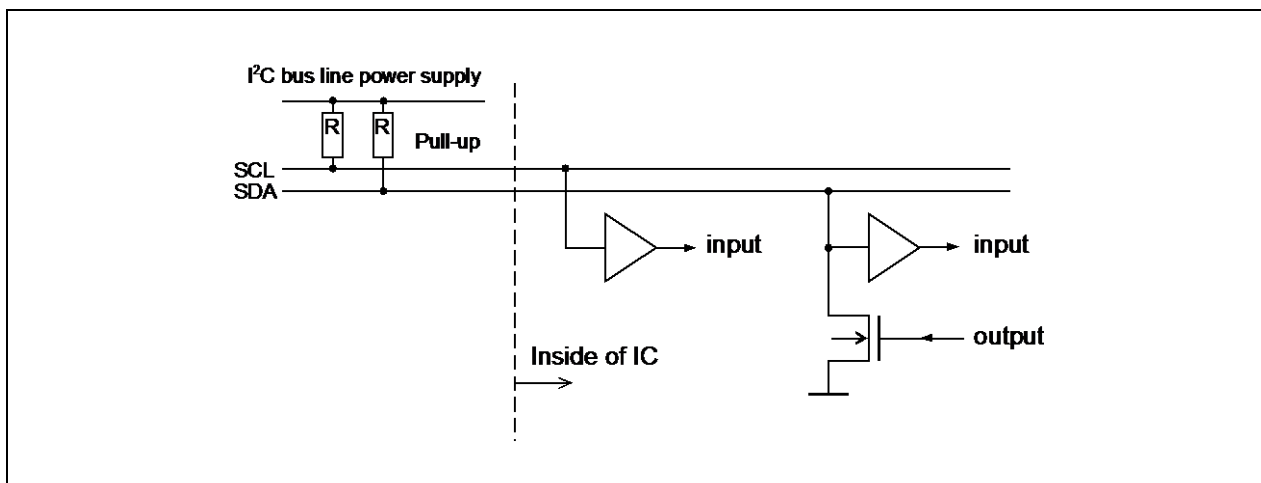 I²C bus line power supply
R R
Pull-up
SCL
SDA
input input
output
Inside of IC